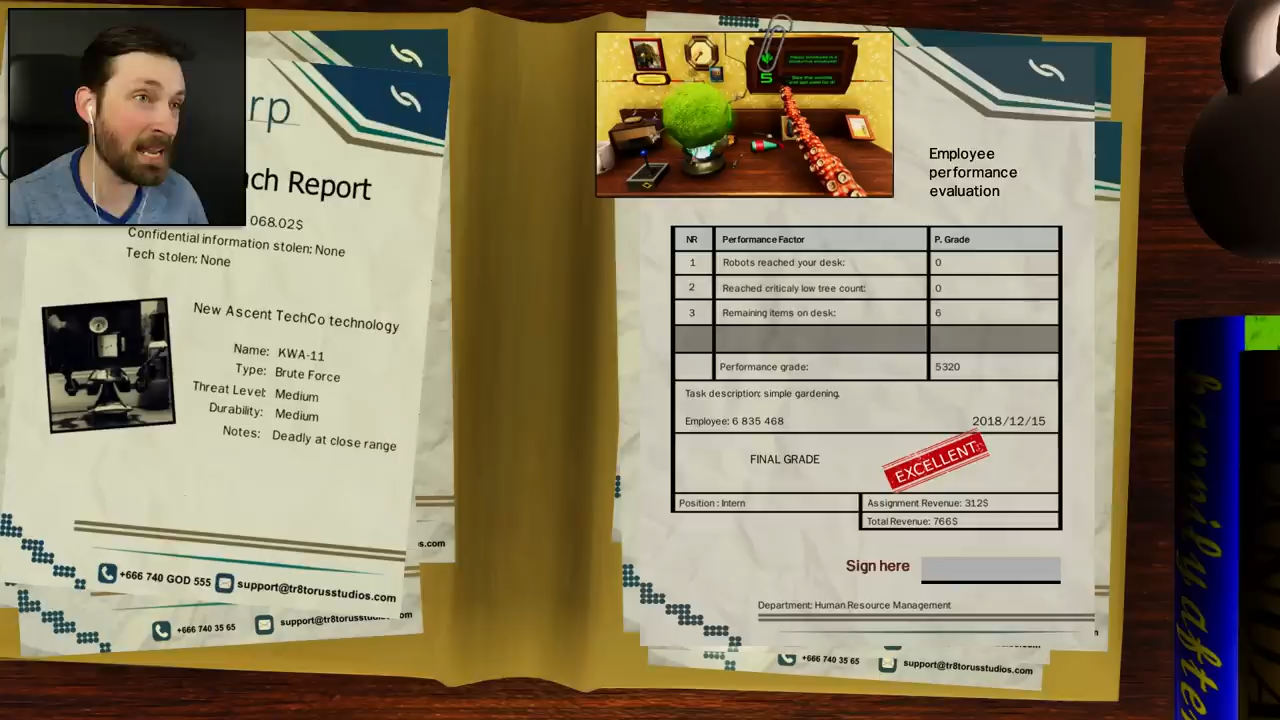 rp
ach Report
068.02$
Confidential information stolen: None
Tech stolen: None
New Ascent TechCo technology
Name: KWA-11
Type: Brute Force
Threat Level: Medium
Durability: Medium
Notes: Deadly at close range
s.com
+666 740 GOD 555
support@tr8torusstudios.com
+666 740 35 65
support@tr8torusstudios.com
5
Employee
performance
evaluation
NR Performance Factor P. Grade
1 Robots reached your desk: 0
2 Reached criticaly low tree count: 0
3 Remaining items on desk: 6
Performance grade: 5320
Task description: simple gardening.
Employee: 6 835 468 2018/12/15
FINAL GRADE EXCELLENT
Position : Intern Assignment Revenue: 312$
Total Revenue: 766$
Sign here
Department: Human Resource Management
+666 740 35 65
support@tr8torusstudios.com